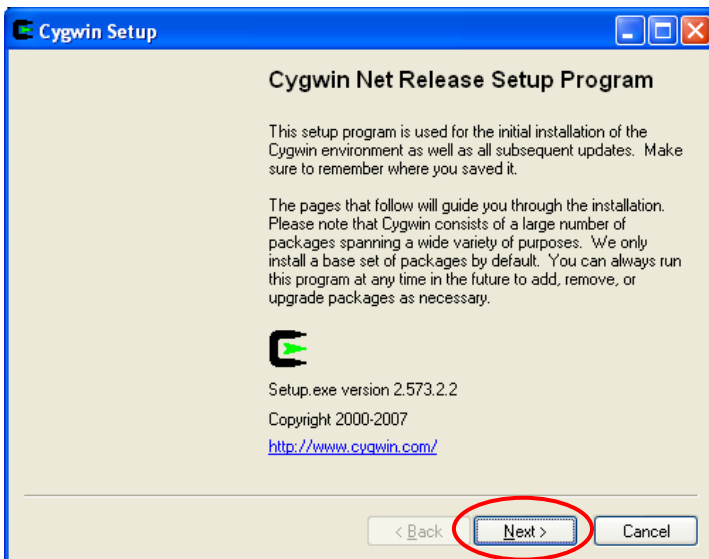 Cygwin Setup
Cygwin Net Release Setup Program
This setup program is used for the initial installation of the
Cygwin environment as well as all subsequent updates.  Make
sure to remember where you saved it.
The pages that follow will guide you through the installation.
Please note that Cygwin consists of a large number of
packages spanning a wide variety of purposes.  We only
install a base set of packages by default.  You can always run
this program at any time in the future to add, remove, or
upgrade packages as necessary.
Setup.exe version 2.573.2.2
Copyright 2000-2007
http://www.cygwin.com/
< Back Next > Cancel